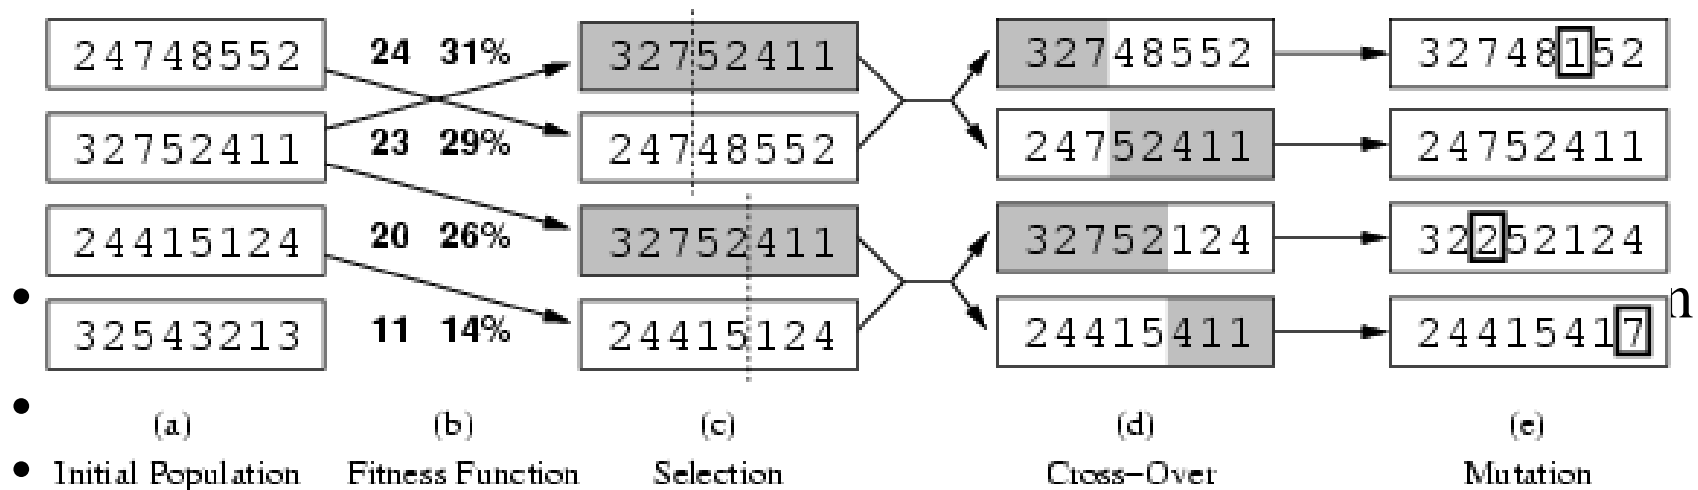 24748552 24 31% 32752411 32748552 32748152
32752411 23 29% 24748552 24752411 24752411
24415124 20 26% 32752411 32752124 32252124
32543213 11 14% 24415124 24415411 24415417
(a) (b) (c) (d) (e)
Initial Population Fitness Function Selection Cross–Over Mutation